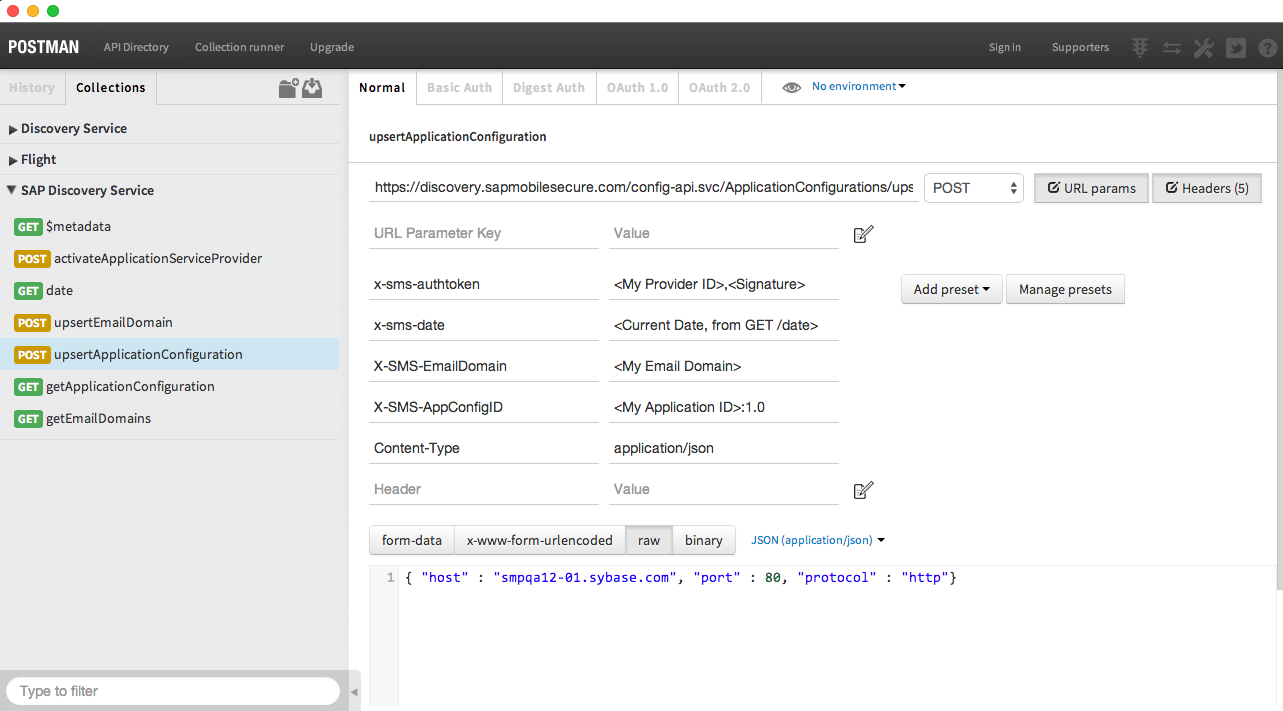 POSTMAN API Directory Collection runner Upgrade Sign in Supporters
History Collections
Normal Basic Auth Digest Auth OAuth 1.0 OAuth 2.0 No environment
Discovery Service
Flight
SAP Discovery Service
GET $metadata
POST activateApplicationServiceProvider
GET date
POST upsertEmailDomain
POST upsertApplicationConfiguration
GET getApplicationConfiguration
GET getEmailDomains
Type to filter
upsertApplicationConfiguration
https://discovery.sapmobilesecure.com/config-api.svc/ApplicationConfigurations/ups POST URL params Headers (5)
URL Parameter Key Value
x-sms-authtoken <My Provider ID>,<Signature> Add preset Manage presets
x-sms-date <Current Date, from GET /date>
X-SMS-EmailDomain <My Email Domain>
X-SMS-AppConfigID <My Application ID>:1.0
Content-Type application/json
Header Value
form-data x-www-form-urlencoded raw binary JSON (application/json)
1 { "host" : "smpqa12-01.sybase.com", "port" : 80, "protocol" : "http"}